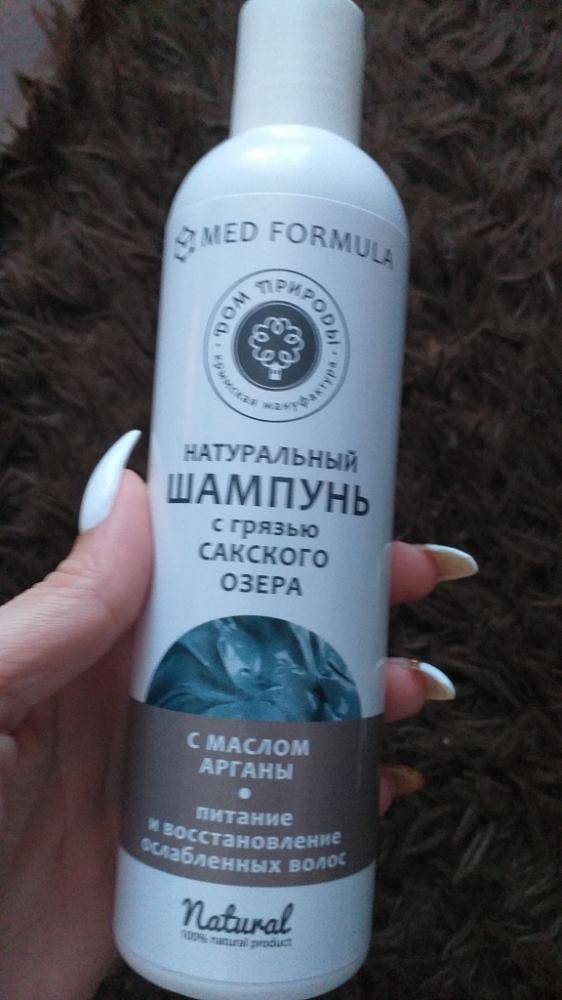 MED FORMULA
ДОМ ПРИРОДЫ
крымская мануфактура
НАТУРАЛЬНЫЙ
ШАМПУНЬ
с грязью
САКСКОГО
ОЗЕРА
С МАСЛОМ
АРГАНЫ
питание
и восстановление
ослабленных волос
Natural
100% natural product